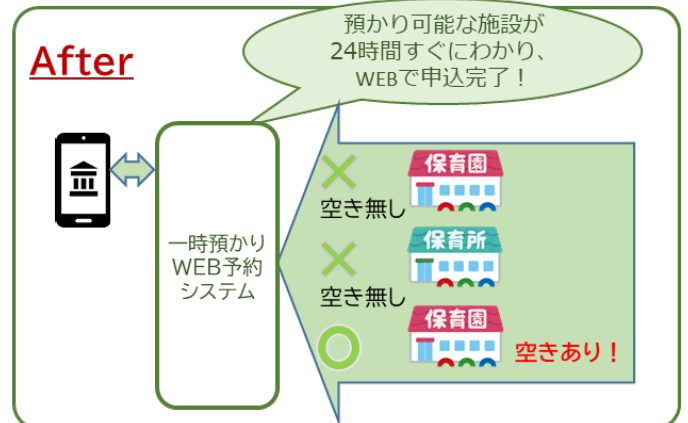 After
預かり可能な施設が
24時間すぐにわかり、
WEBで申込完了！
一時預かり
WEB予約
システム
保育園
空き無し
保育所
空き無し
保育園
空きあり！